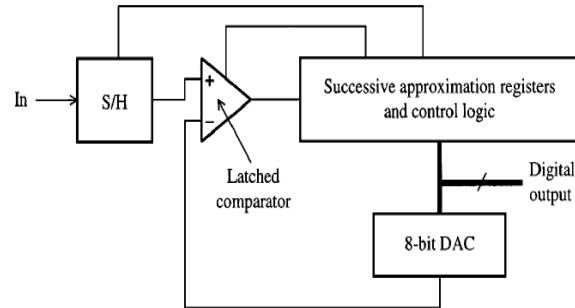 In
S/H
+
−
Successive approximation registers
and control logic
Latched
comparator
Digital
output
8-bit DAC